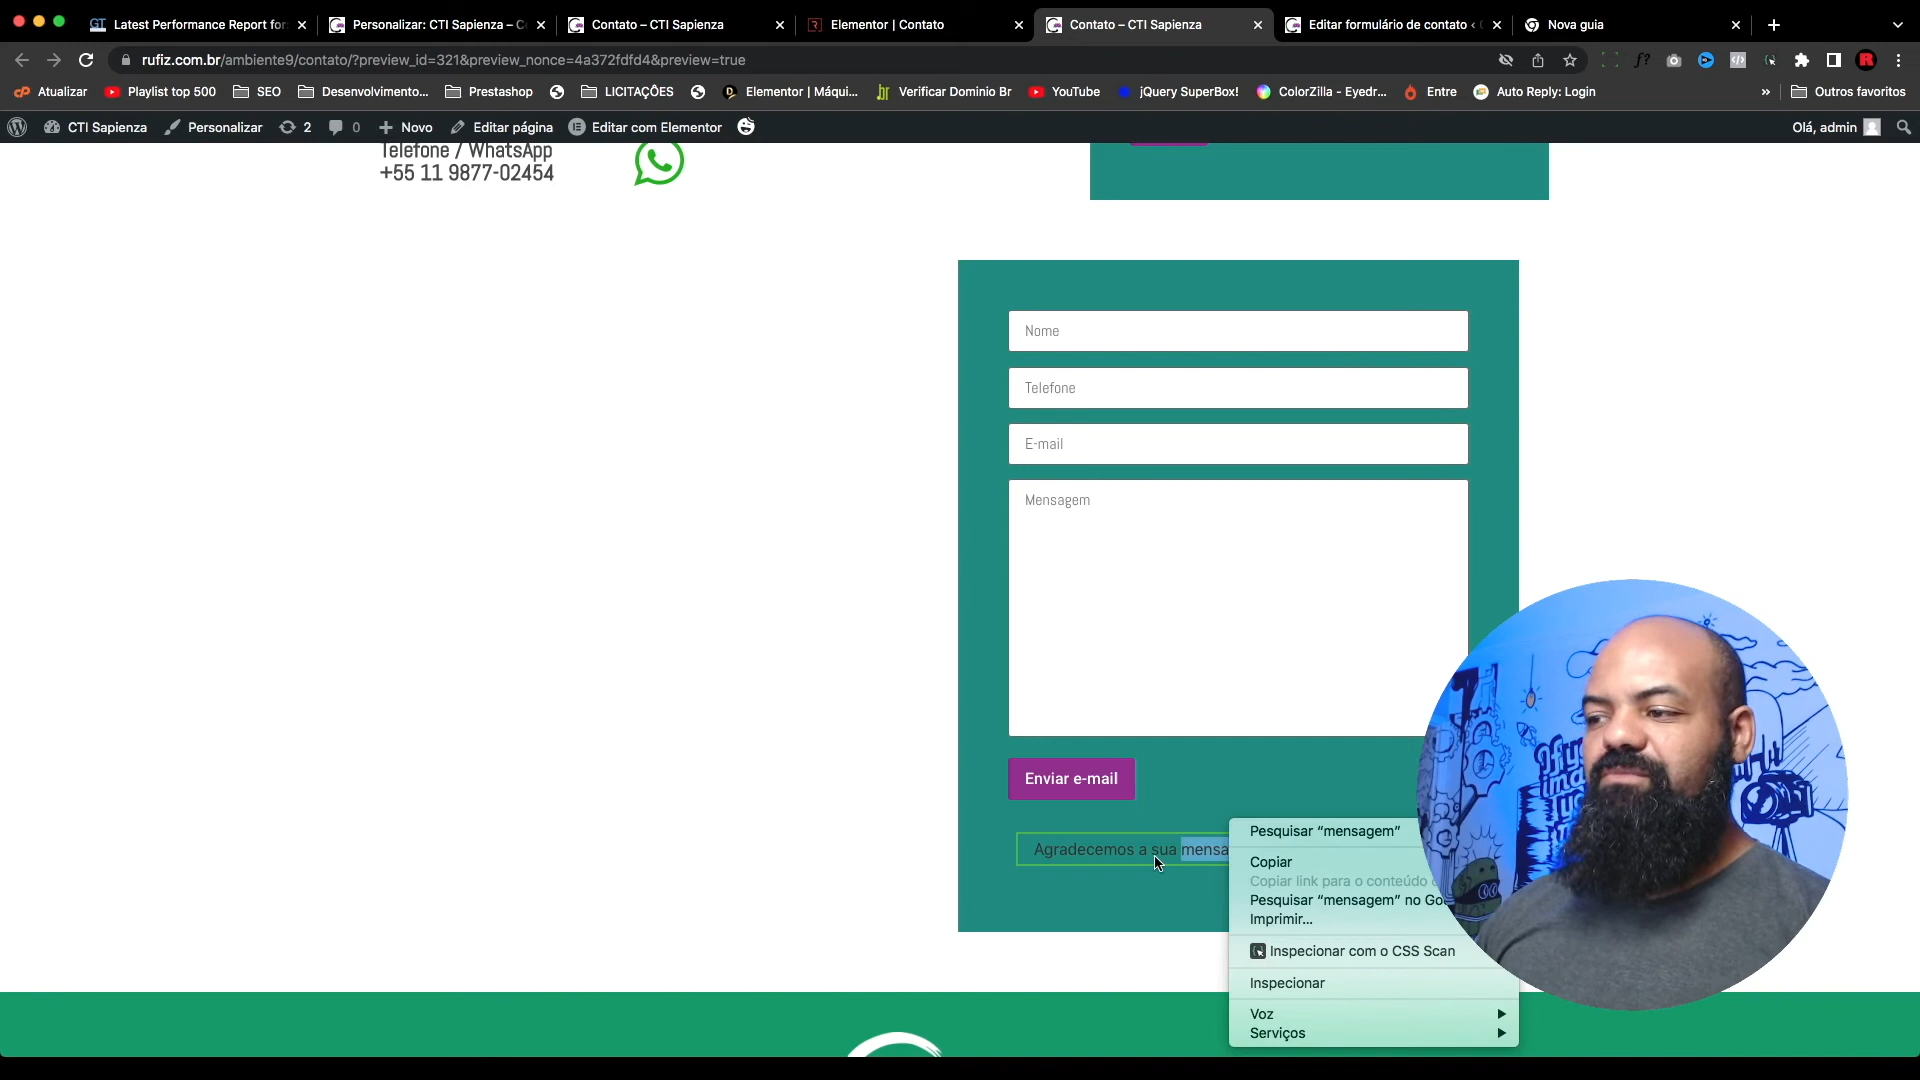 Latest Performance Report for:
Personalizar: CTI Sapienza –
Contato – CTI Sapienza
Elementor | Contato
Contato – CTI Sapienza
Editar formulário de contato ‹
Nova guia
rufiz.com.br/ambiente9/contato/?preview_id=321&preview_nonce=4a372fdfd4&preview=true
Atualizar
Playlist top 500
SEO
Desenvolvimento...
Prestashop
LICITAÇÔES
Elementor | Máqui...
Verificar Dominio Br
YouTube
jQuery SuperBox!
ColorZilla - Eyedr...
Entre
Auto Reply: Login
»
Outros favoritos
CTI Sapienza
Personalizar
2
0
Novo
Editar página
Editar com Elementor
Olá, admin
Telefone / WhatsApp
+55 11 9877-02454
Nome
Telefone
E-mail
Mensagem
Enviar e-mail
Agradecemos a sua mensa
Pesquisar “mensagem”
Copiar
Copiar link para o conteúdo
Pesquisar “mensagem” no Go
Imprimir...
Inspecionar com o CSS Scan
Inspecionar
Voz
Serviços